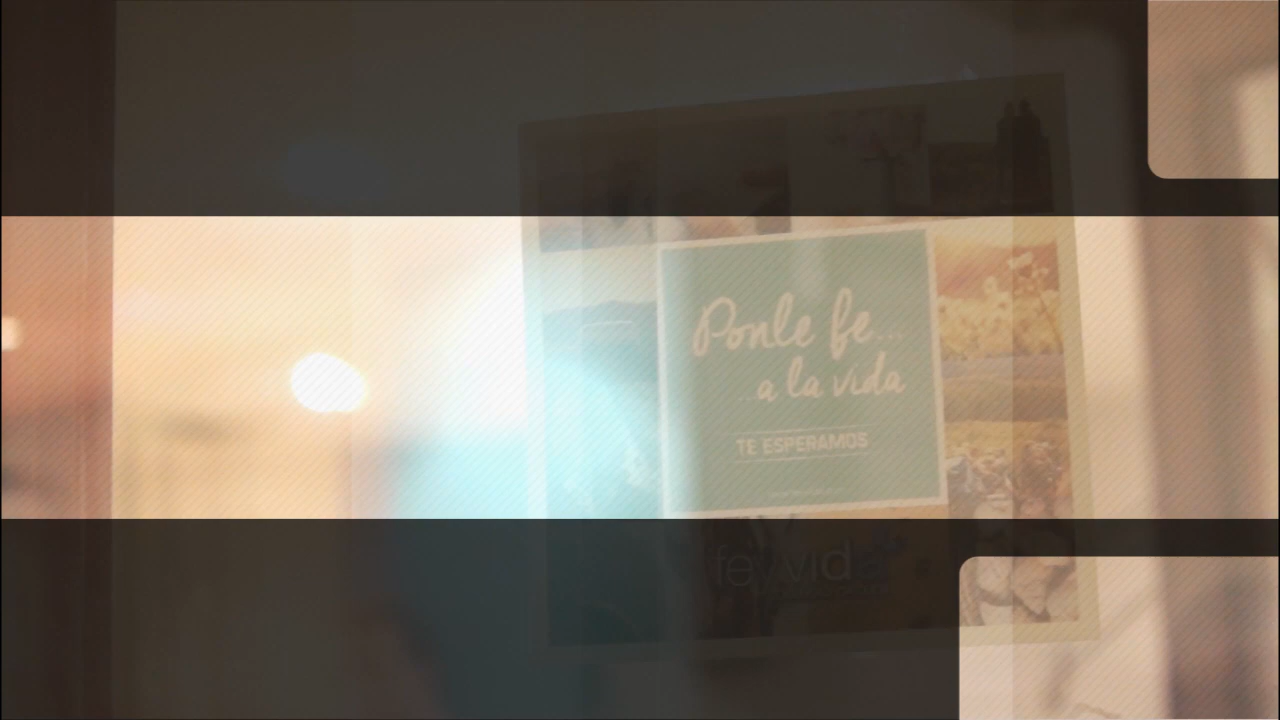 Ponle fe...
...a la vida
TE ESPERAMOS
fe y vida